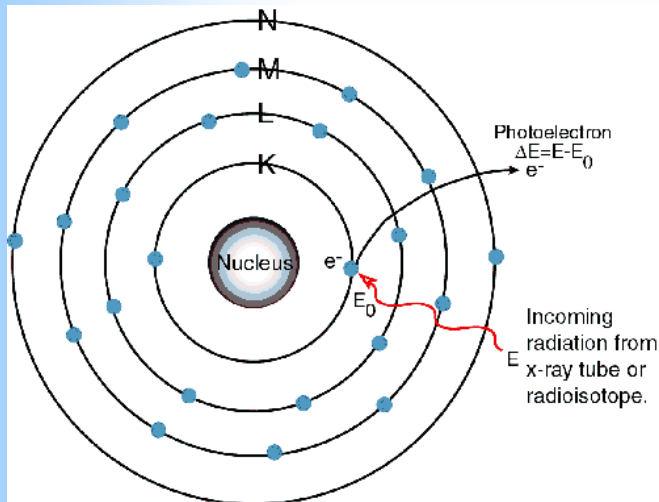 N
M
L
K
Photoelectron
ΔE=E-E₀
e⁻
Nucleus
e⁻
E₀
E
Incoming
radiation from
x-ray tube or
radioisotope.